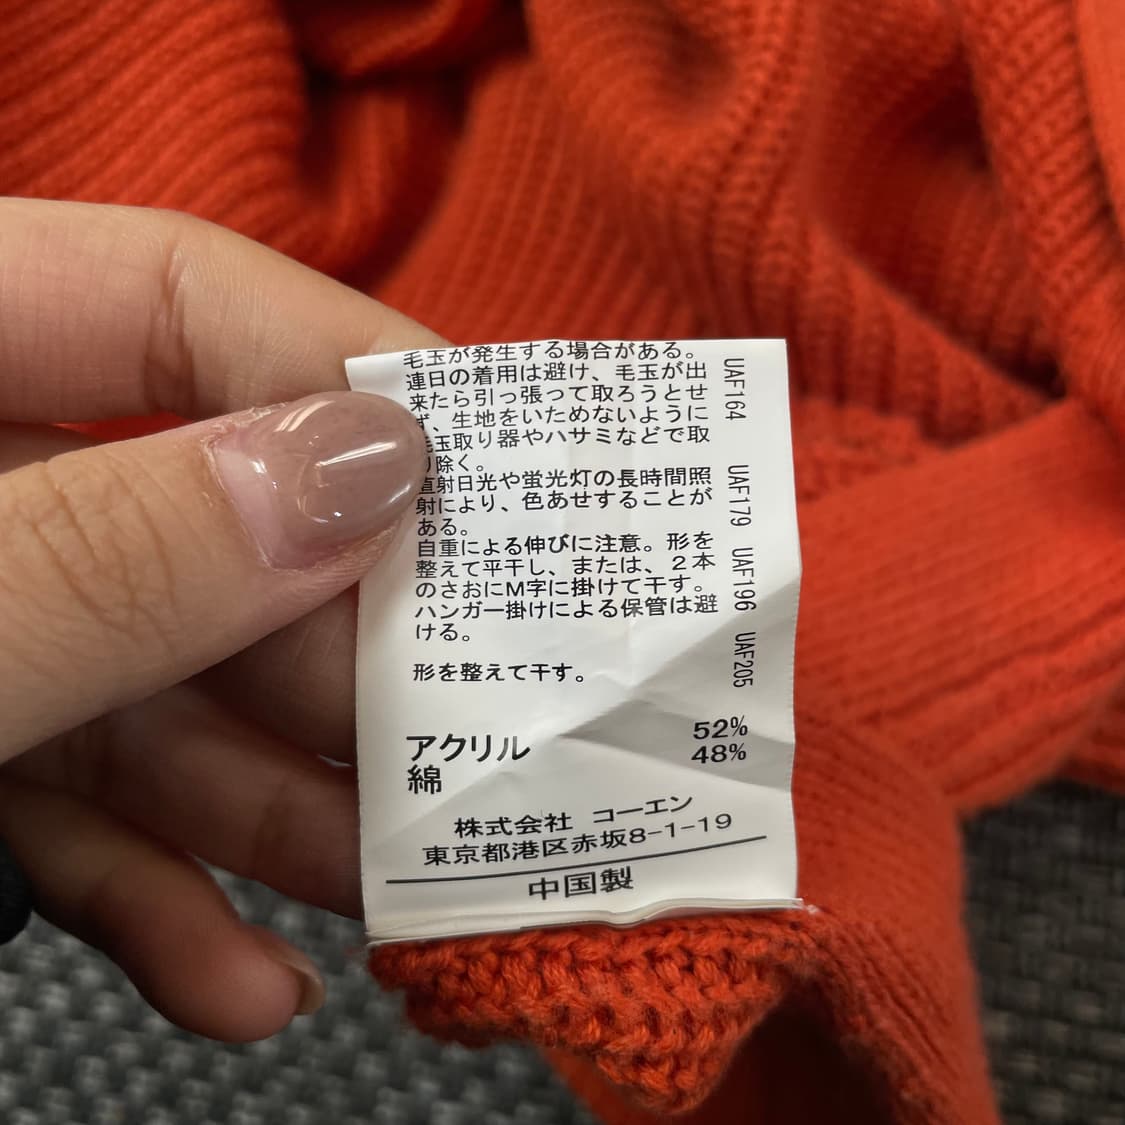 毛玉が発生する場合がある。
連日の着用は避け、毛玉が出
来たら引っ張って取ろうとせ
ず、生地をいためないように
毛玉取り器やハサミなどで取
り除く。
直射日光や蛍光灯の長時間照
射により、色あせすることが
ある。
自重による伸びに注意。形を
整えて平干し、または、2本
のさおにM字に掛けて干す。
ハンガー掛けによる保管は避
ける。
形を整えて干す。
UAF164
UAF179
UAF196
UAF205
アクリル 52%
綿 48%
株式会社 コーエン
東京都港区赤坂8-1-19
中国製